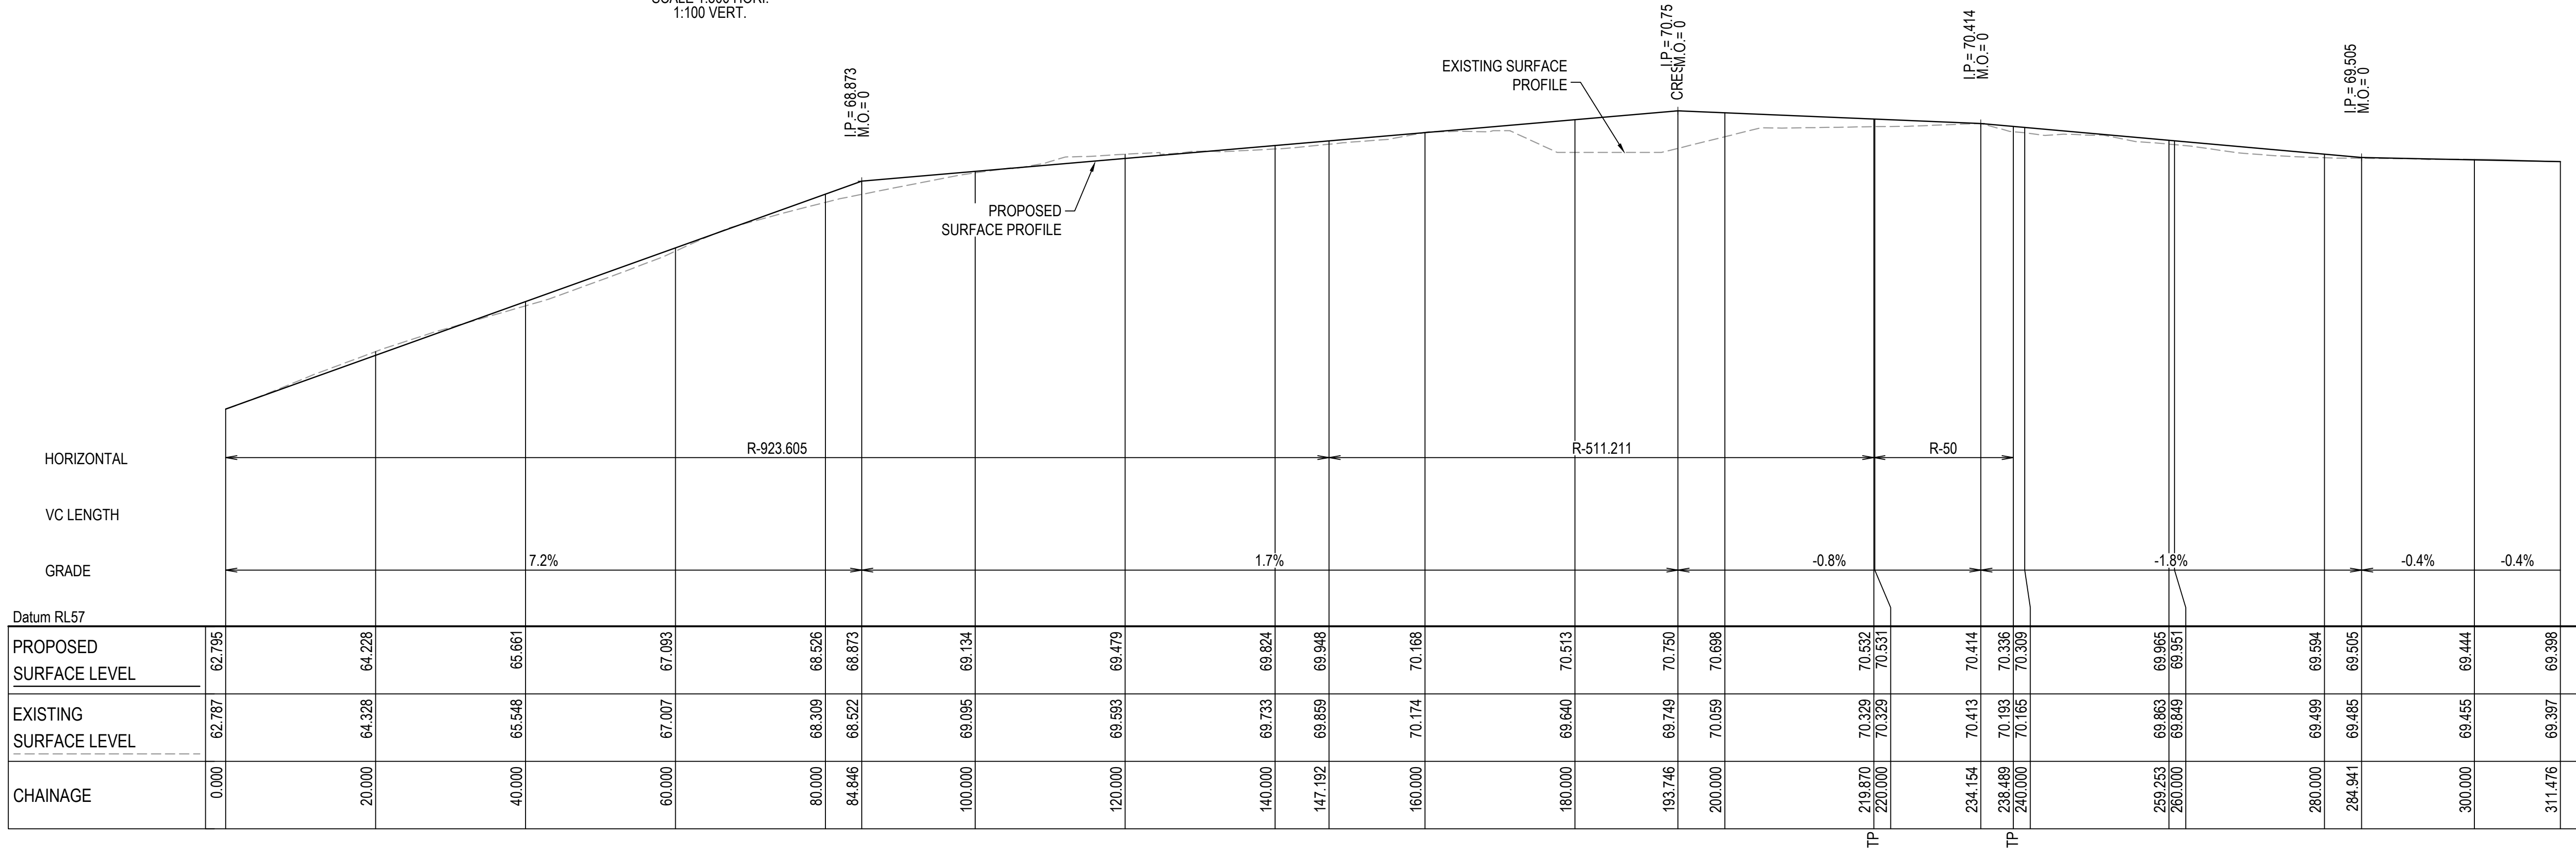 1:100 VERT.
I.P.= 68.873
M.O.= 0
EXISTING SURFACE
PROFILE
I.P.= 70.75
M.O.= 0
I.P.= 70.414
M.O.= 0
I.P.= 69.505
M.O.= 0
PROPOSED
SURFACE PROFILE
HORIZONTAL R-923.605 R-511.211 R-50
VC LENGTH
GRADE 7.2% 1.7% -0.8% -1.8% -0.4% -0.4%
Datum RL57
PROPOSED
SURFACE LEVEL
62.795 64.228 65.661 67.093 68.526 68.873 69.134 69.479 69.824 69.948 70.168 70.513 70.750 70.698 70.532 70.531 70.414 70.336 70.309 69.965 69.951 69.594 69.505 69.444 69.398
EXISTING
SURFACE LEVEL
62.787 64.328 65.548 67.007 68.309 68.522 69.095 69.593 69.733 69.859 70.174 69.640 69.749 70.059 70.329 70.329 70.413 70.193 70.165 69.863 69.849 69.499 69.485 69.455 69.397
CHAINAGE
0.000 20.000 40.000 60.000 80.000 84.846 100.000 120.000 140.000 147.192 160.000 180.000 193.746 200.000 219.870 220.000 234.154 238.489 240.000 259.253 260.000 280.000 284.941 300.000 311.476
TP TP